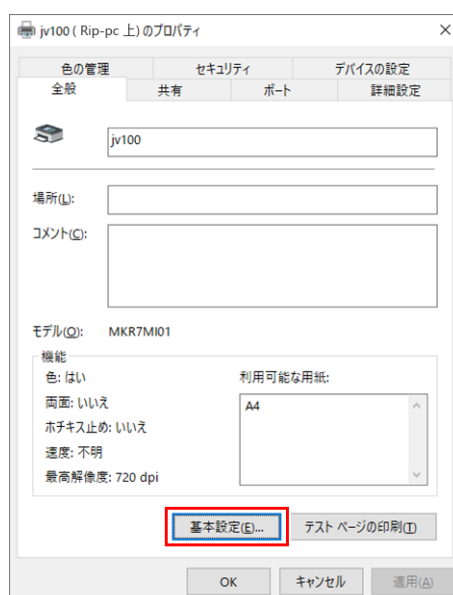 jv100 ( Rip-pc 上)のプロパティ
色の管理 セキュリティ デバイスの設定
全般 共有 ポート 詳細設定
jv100
場所(L):
コメント(C):
モデル(O): MKR7MI01
機能
色: はい 利用可能な用紙:
両面: いいえ A4
ホチキス止め: いいえ
速度: 不明
最高解像度: 720 dpi
基本設定(E)... テスト ページの印刷(T)
OK キャンセル 適用(A)